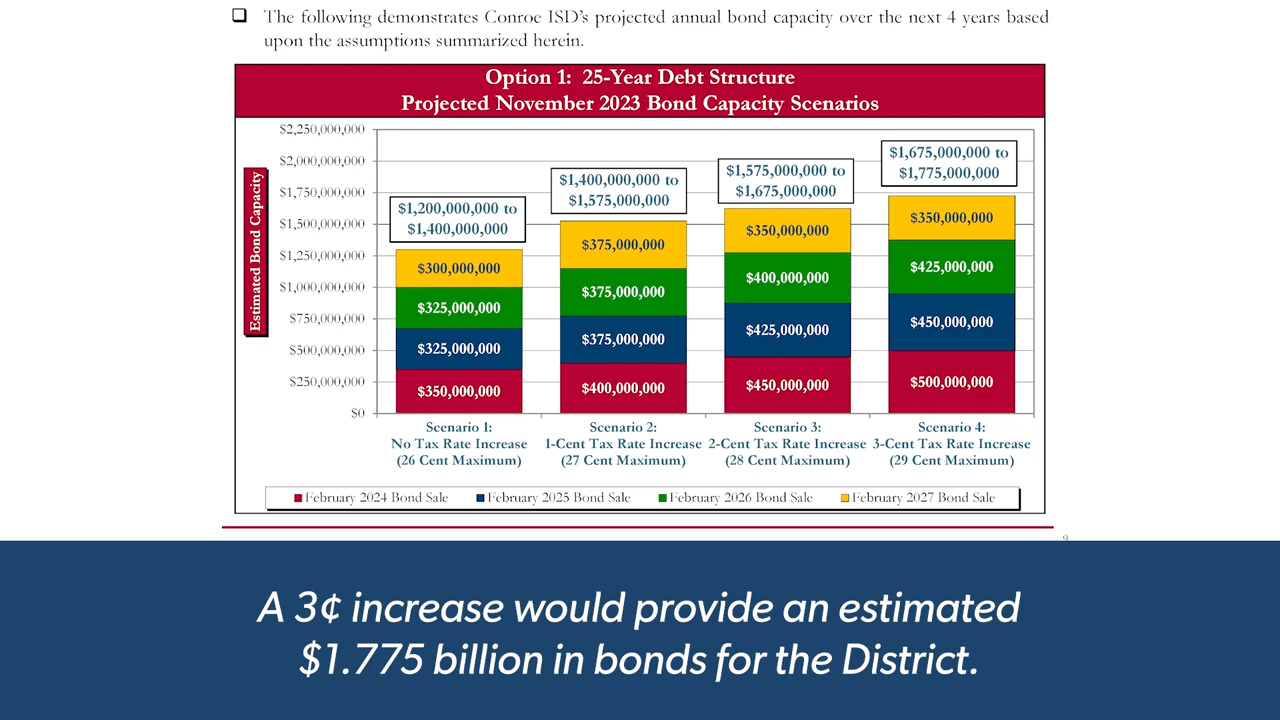 ❑ The following demonstrates Conroe ISD's projected annual bond capacity over the next 4 years based
upon the assumptions summarized herein.
Option 1: 25-Year Debt Structure
Projected November 2023 Bond Capacity Scenarios
Estimated Bond Capacity
$2,250,000,000
$2,000,000,000
$1,750,000,000
$1,500,000,000
$1,250,000,000
$1,000,000,000
$750,000,000
$500,000,000
$250,000,000
$0
$1,200,000,000 to
$1,400,000,000
$300,000,000
$325,000,000
$325,000,000
$350,000,000
$1,400,000,000 to
$1,575,000,000
$375,000,000
$375,000,000
$375,000,000
$400,000,000
$1,575,000,000 to
$1,675,000,000
$350,000,000
$400,000,000
$425,000,000
$450,000,000
$1,675,000,000 to
$1,775,000,000
$350,000,000
$425,000,000
$450,000,000
$500,000,000
Scenario 1:
No Tax Rate Increase
(26 Cent Maximum)
Scenario 2:
1-Cent Tax Rate Increase
(27 Cent Maximum)
Scenario 3:
2-Cent Tax Rate Increase
(28 Cent Maximum)
Scenario 4:
3-Cent Tax Rate Increase
(29 Cent Maximum)
February 2024 Bond Sale
February 2025 Bond Sale
February 2026 Bond Sale
February 2027 Bond Sale
A 3¢ increase would provide an estimated
$1.775 billion in bonds for the District.